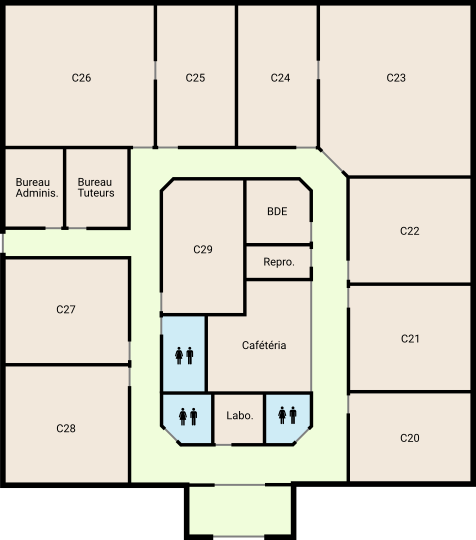 C26
C25
C24
C23
Bureau
Adminis.
Bureau
Tuteurs
BDE
C29
C22
Repro.
C27
C21
Cafétéria
Labo.
C28
C20